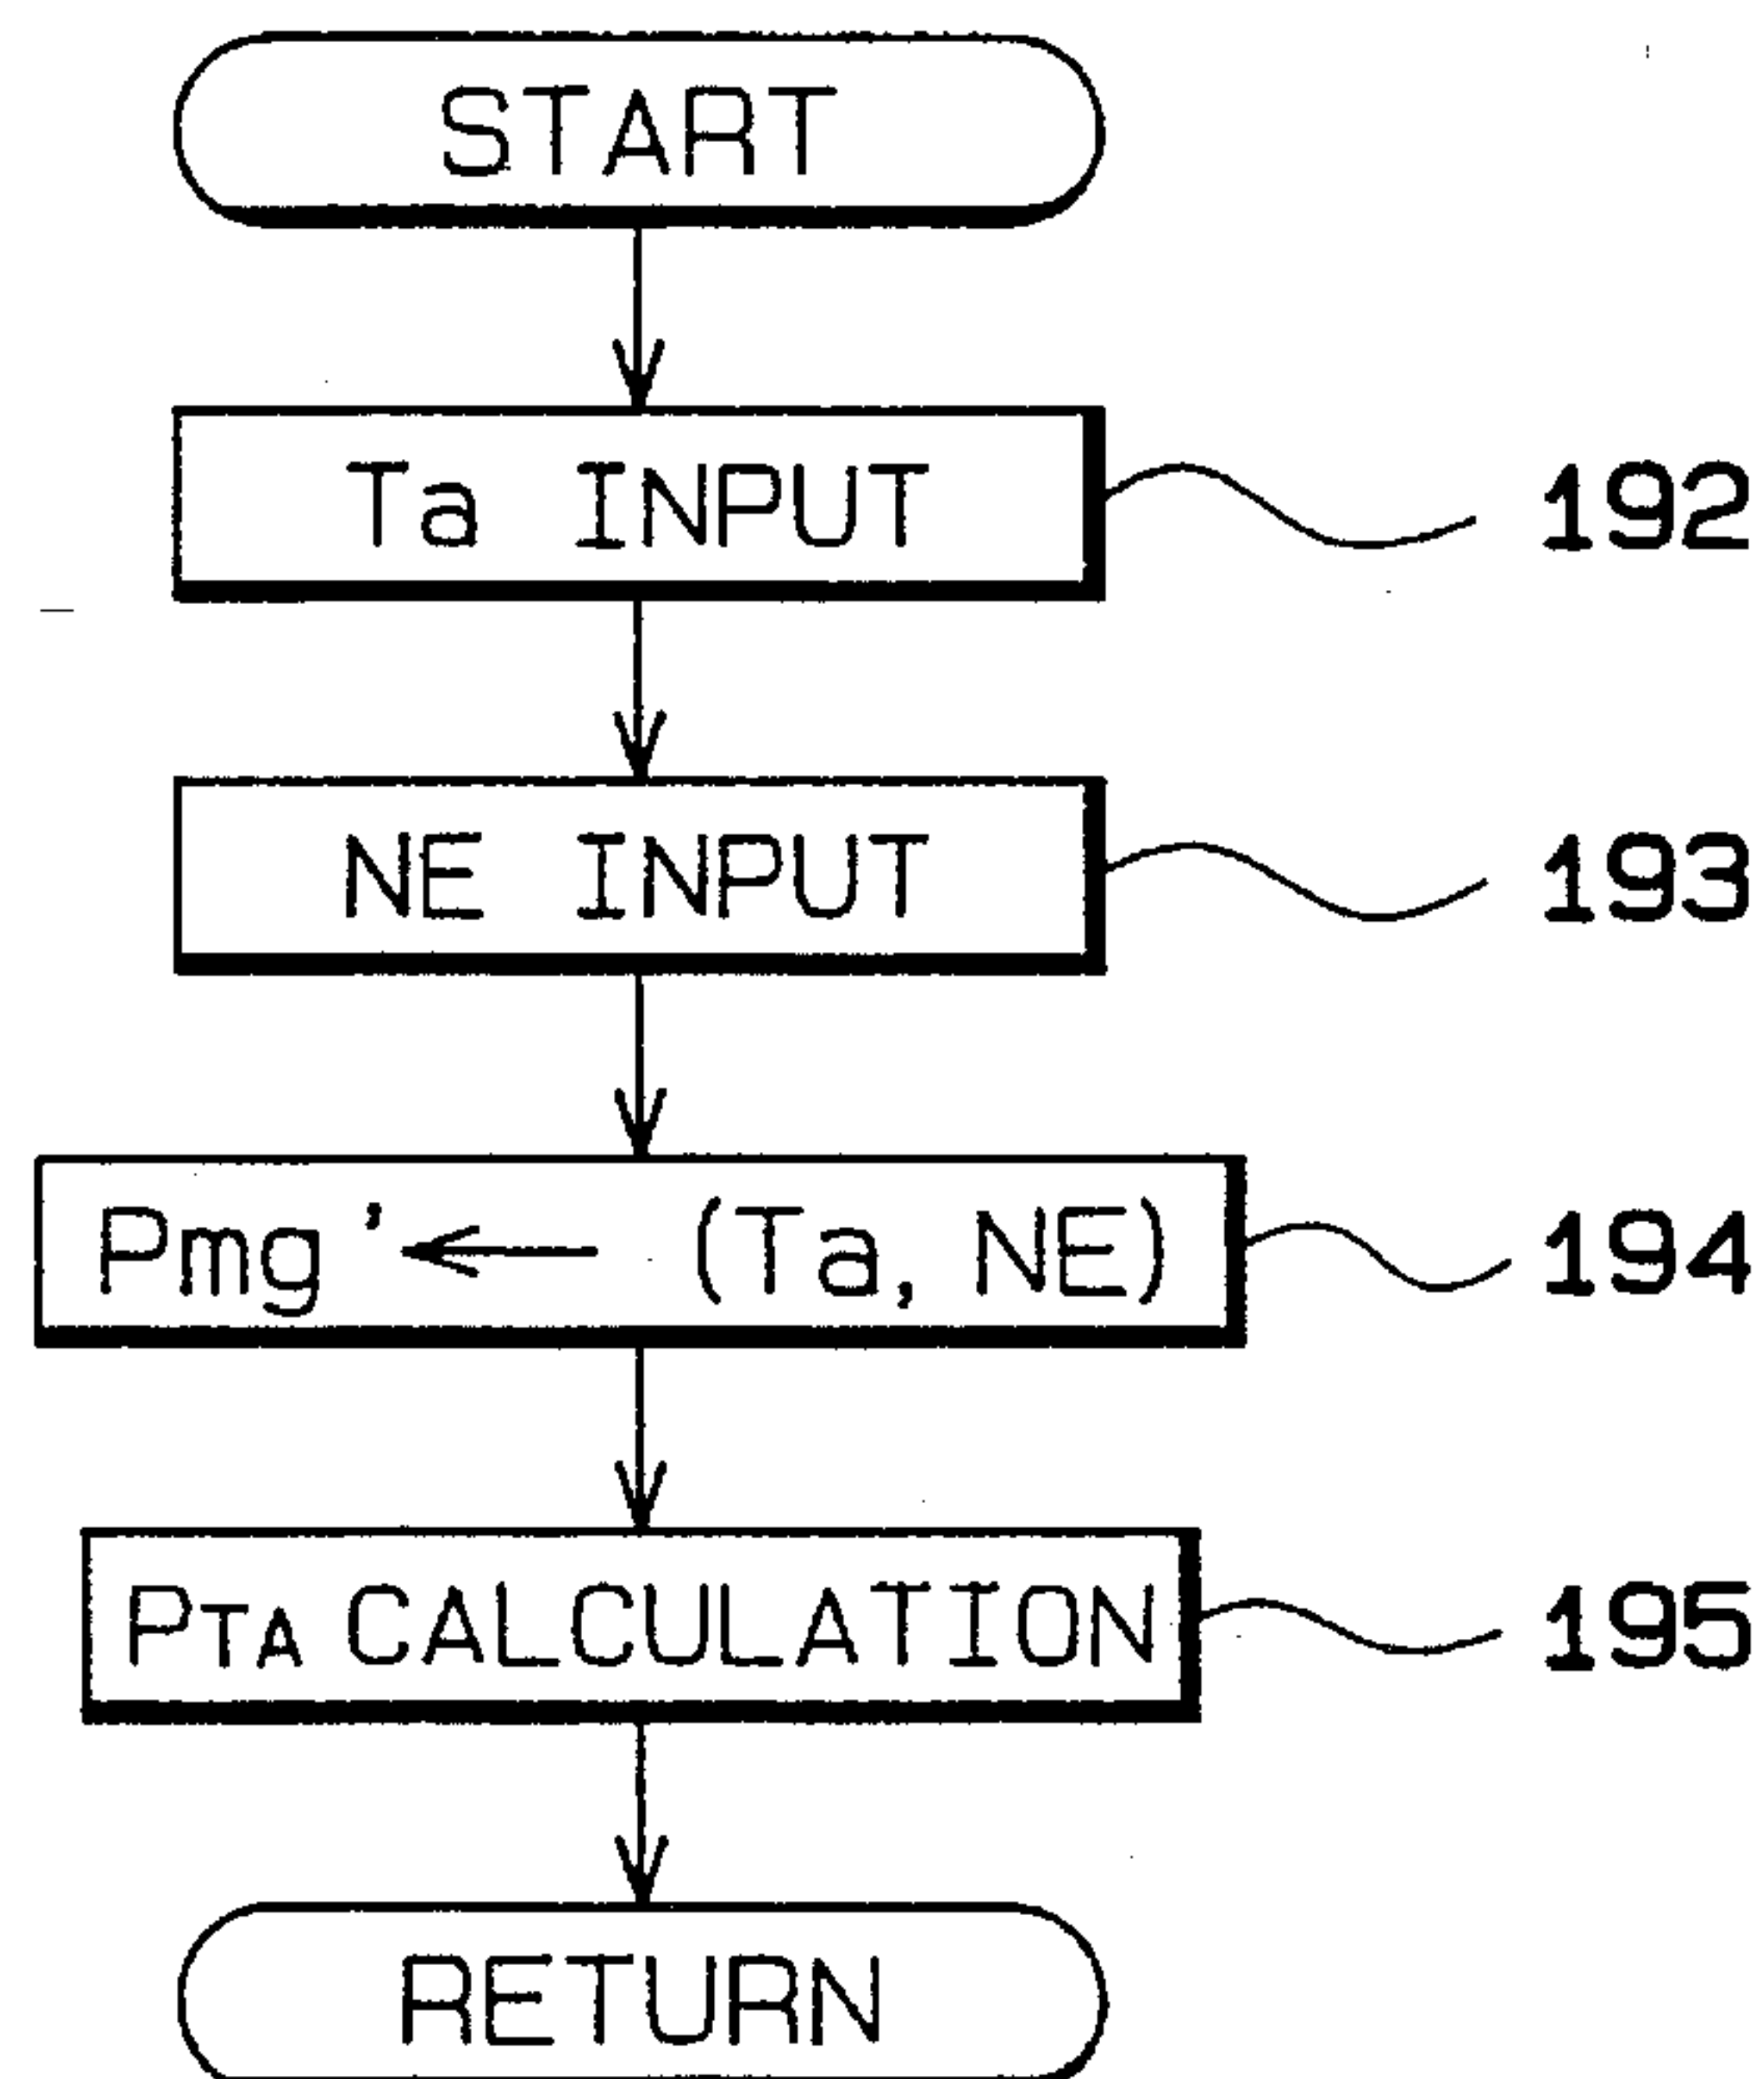 START
Ta INPUT 192
NE INPUT 193
Pmg' ← (Ta, NE) 194
PTA CALCULATION 195
RETURN